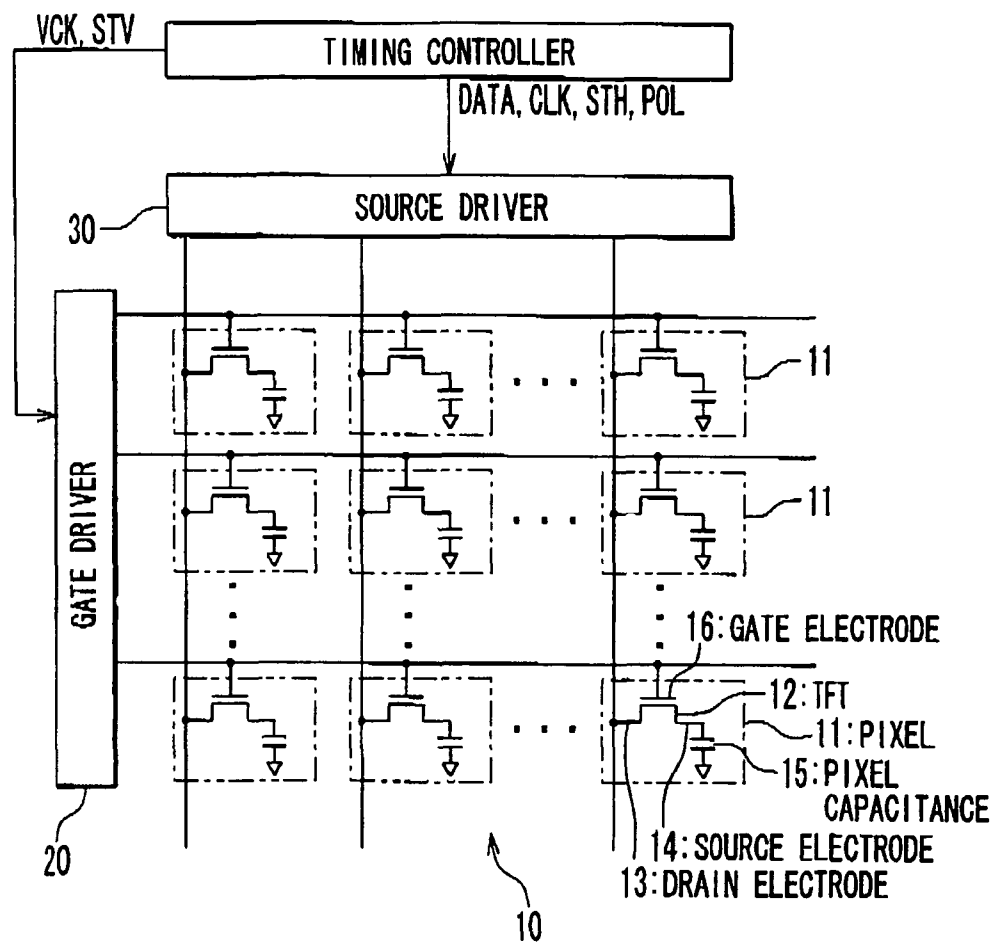 VCK, STV
TIMING CONTROLLER
DATA, CLK, STH, POL
SOURCE DRIVER
30
GATE DRIVER
11
11
16:GATE ELECTRODE
12:TFT
11:PIXEL
15:PIXEL
CAPACITANCE
14:SOURCE ELECTRODE
13:DRAIN ELECTRODE
20
10